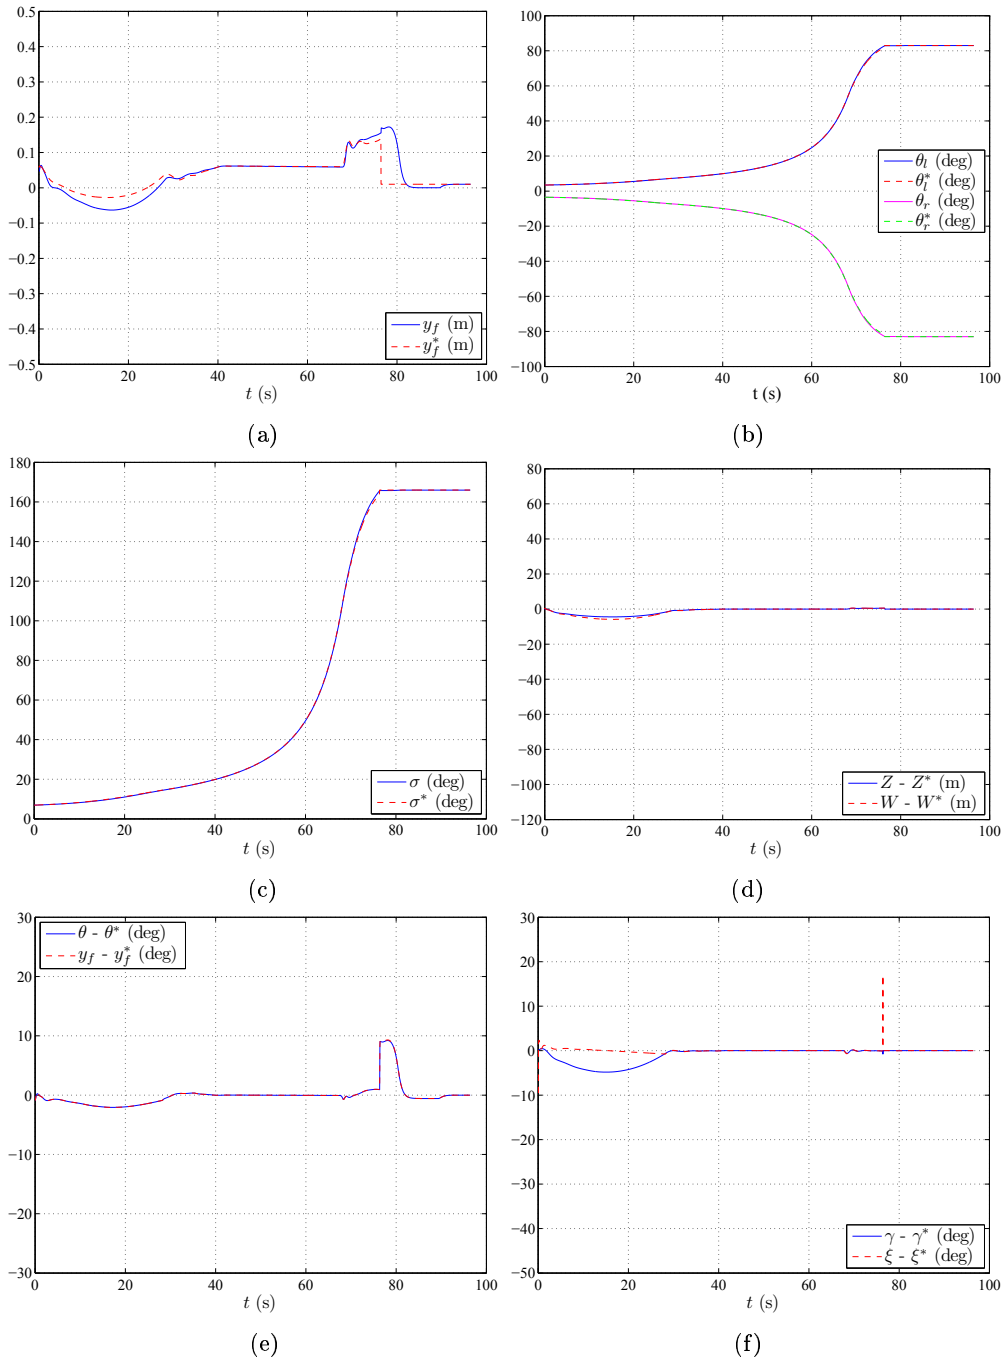 0.5
0.4
0.3
0.2
0.1
0
−0.1
−0.2
−0.3
−0.4
−0.5
0 20 40 60 80 100
t (s)
y_f (m)
y_f^* (m)
(a)
100
80
60
40
20
0
−20
−40
−60
−80
−100
0 20 40 60 80 100
t (s)
θ_l (deg)
θ_l^* (deg)
θ_r (deg)
θ_r^* (deg)
(b)
180
160
140
120
100
80
60
40
20
0
0 20 40 60 80 100
t (s)
σ (deg)
σ^* (deg)
(c)
80
60
40
20
0
−20
−40
−60
−80
−100
−120
0 20 40 60 80 100
t (s)
Z - Z^* (m)
W - W^* (m)
(d)
30
20
10
0
−10
−20
−30
0 20 40 60 80 100
t (s)
θ - θ^* (deg)
y_f - y_f^* (deg)
(e)
30
20
10
0
−10
−20
−30
−40
−50
0 20 40 60 80 100
t (s)
γ - γ^* (deg)
ξ - ξ^* (deg)
(f)